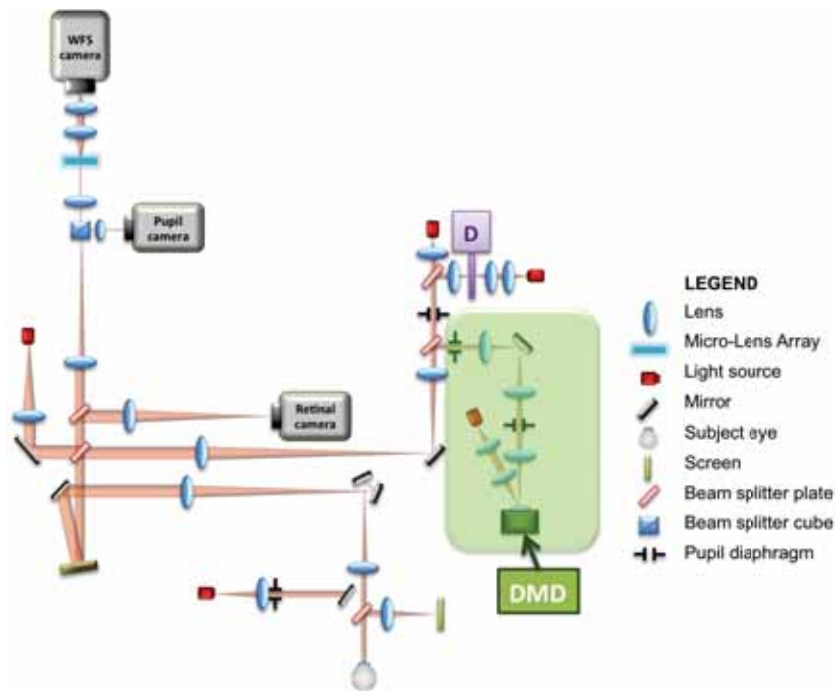 WFS
camera
Pupil
camera
D
Retinal
camera
DMD
LEGEND
Lens
Micro-Lens Array
Light source
Mirror
Subject eye
Screen
Beam splitter plate
Beam splitter cube
Pupil diaphragm